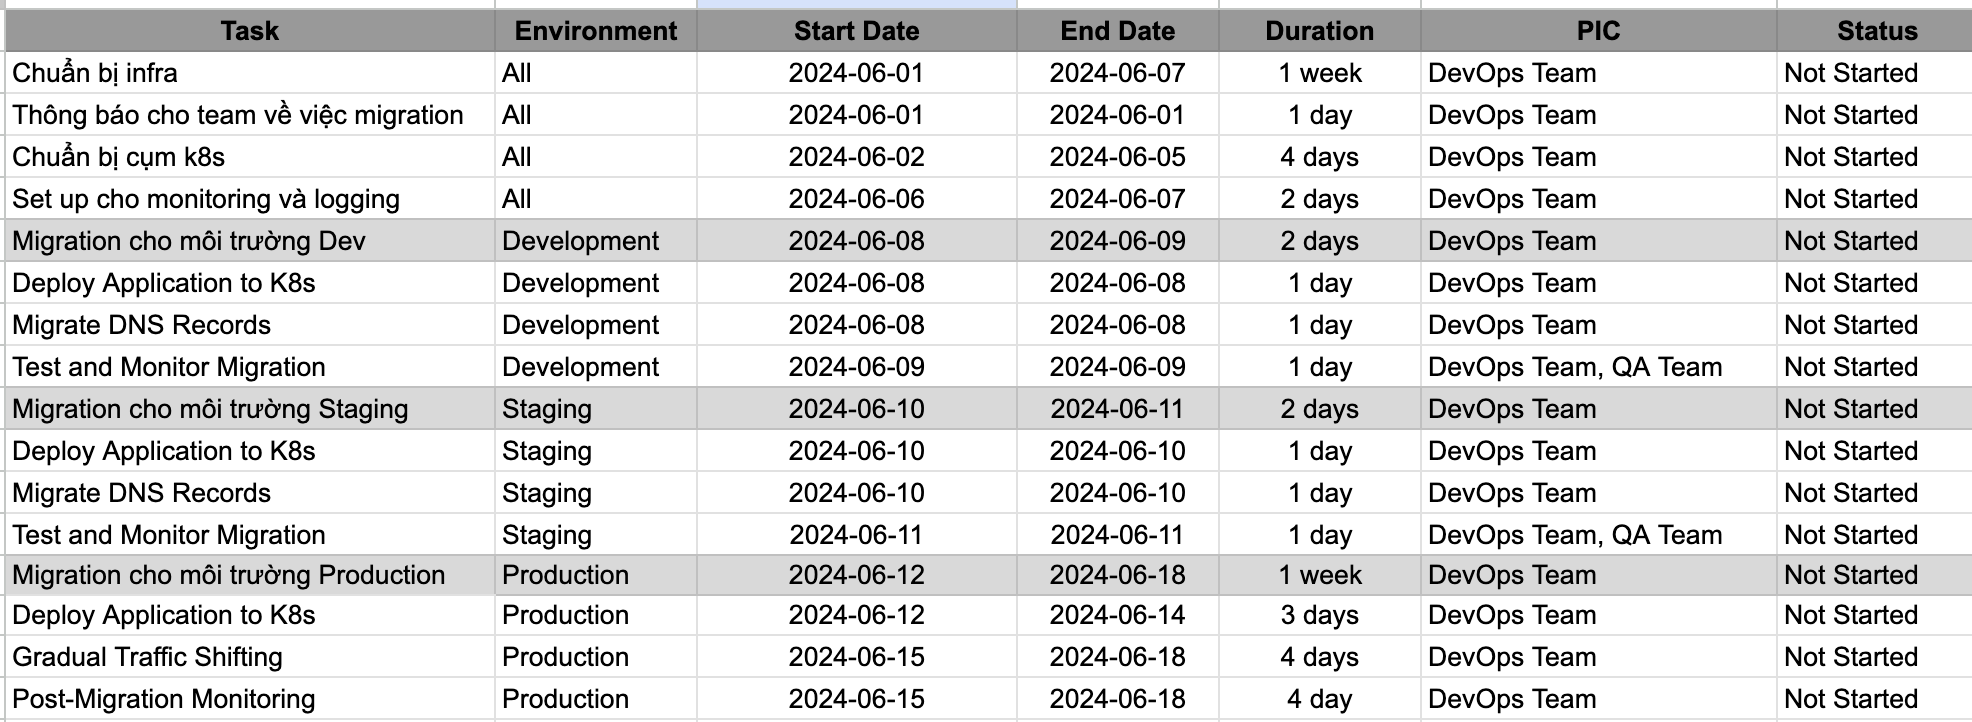 Task Environment Start Date End Date Duration PIC Status
Chuẩn bị infra All 2024-06-01 2024-06-07 1 week DevOps Team Not Started
Thông báo cho team về việc migration All 2024-06-01 2024-06-01 1 day DevOps Team Not Started
Chuẩn bị cụm k8s All 2024-06-02 2024-06-05 4 days DevOps Team Not Started
Set up cho monitoring và logging All 2024-06-06 2024-06-07 2 days DevOps Team Not Started
Migration cho môi trường Dev Development 2024-06-08 2024-06-09 2 days DevOps Team Not Started
Deploy Application to K8s Development 2024-06-08 2024-06-08 1 day DevOps Team Not Started
Migrate DNS Records Development 2024-06-08 2024-06-08 1 day DevOps Team Not Started
Test and Monitor Migration Development 2024-06-09 2024-06-09 1 day DevOps Team, QA Team Not Started
Migration cho môi trường Staging Staging 2024-06-10 2024-06-11 2 days DevOps Team Not Started
Deploy Application to K8s Staging 2024-06-10 2024-06-10 1 day DevOps Team Not Started
Migrate DNS Records Staging 2024-06-10 2024-06-10 1 day DevOps Team Not Started
Test and Monitor Migration Staging 2024-06-11 2024-06-11 1 day DevOps Team, QA Team Not Started
Migration cho môi trường Production Production 2024-06-12 2024-06-18 1 week DevOps Team Not Started
Deploy Application to K8s Production 2024-06-12 2024-06-14 3 days DevOps Team Not Started
Gradual Traffic Shifting Production 2024-06-15 2024-06-18 4 days DevOps Team Not Started
Post-Migration Monitoring Production 2024-06-15 2024-06-18 4 day DevOps Team Not Started